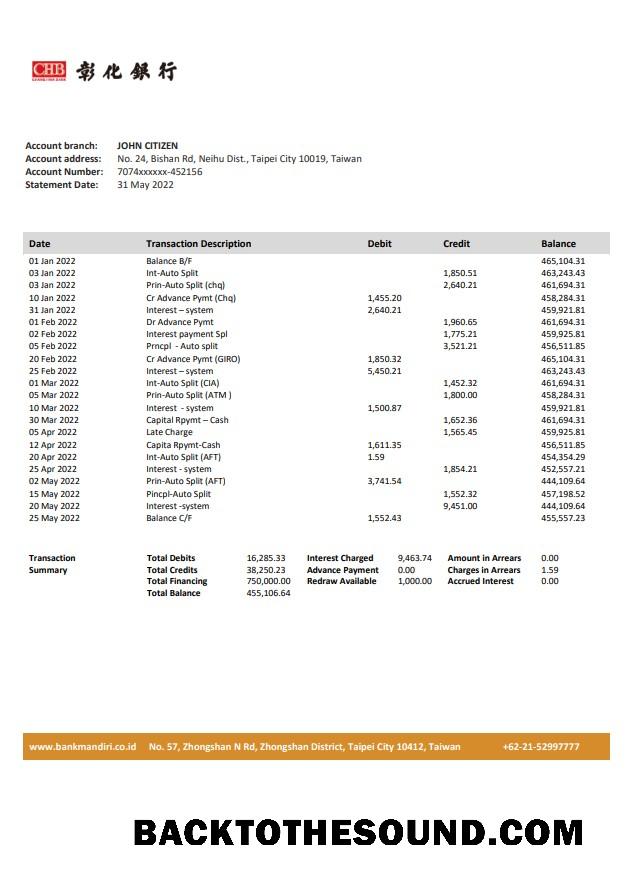 CHB 彰化銀行
CHANG HWA BANK
Account branch: JOHN CITIZEN
Account address: No. 24, Bishan Rd, Neihu Dist., Taipei City 10019, Taiwan
Account Number: 7074xxxxxx-452156
Statement Date: 31 May 2022
Date Transaction Description Debit Credit Balance
01 Jan 2022 Balance B/F 465,104.31
03 Jan 2022 Int-Auto Split 1,850.51 463,243.43
03 Jan 2022 Prin-Auto Split (chq) 2,640.21 461,694.31
10 Jan 2022 Cr Advance Pymt (Chq) 1,455.20 458,284.31
31 Jan 2022 Interest – system 2,640.21 459,921.81
01 Feb 2022 Dr Advance Pymt 1,960.65 461,694.31
02 Feb 2022 Interest payment Spl 1,775.21 459,925.81
05 Feb 2022 Prncpl - Auto split 3,521.21 456,511.85
20 Feb 2022 Cr Advance Pymt (GIRO) 1,850.32 465,104.31
25 Feb 2022 Interest – system 5,450.21 463,243.43
01 Mar 2022 Int-Auto Split (CIA) 1,452.32 461,694.31
05 Mar 2022 Prin-Auto Split (ATM ) 1,800.00 458,284.31
10 Mar 2022 Interest - system 1,500.87 459,921.81
30 Mar 2022 Capital Rpymt – Cash 1,652.36 461,694.31
05 Apr 2022 Late Charge 1,565.45 459,925.81
12 Apr 2022 Capita Rpymt-Cash 1,611.35 456,511.85
20 Apr 2022 Int-Auto Split (AFT) 1.59 454,354.29
25 Apr 2022 Interest - system 1,854.21 452,557.21
02 May 2022 Prin-Auto Split (AFT) 3,741.54 444,109.64
15 May 2022 Pincpl-Auto Split 1,552.32 457,198.52
20 May 2022 Interest -system 9,451.00 444,109.64
25 May 2022 Balance C/F 1,552.43 455,557.23
Transaction Total Debits 16,285.33 Interest Charged 9,463.74 Amount in Arrears 0.00
Summary Total Credits 38,250.23 Advance Payment 0.00 Charges in Arrears 1.59
Total Financing 750,000.00 Redraw Available 1,000.00 Accrued Interest 0.00
Total Balance 455,106.64
www.bankmandiri.co.id No. 57, Zhongshan N Rd, Zhongshan District, Taipei City 10412, Taiwan +62-21-52997777
BACKTOTHESOUND.COM